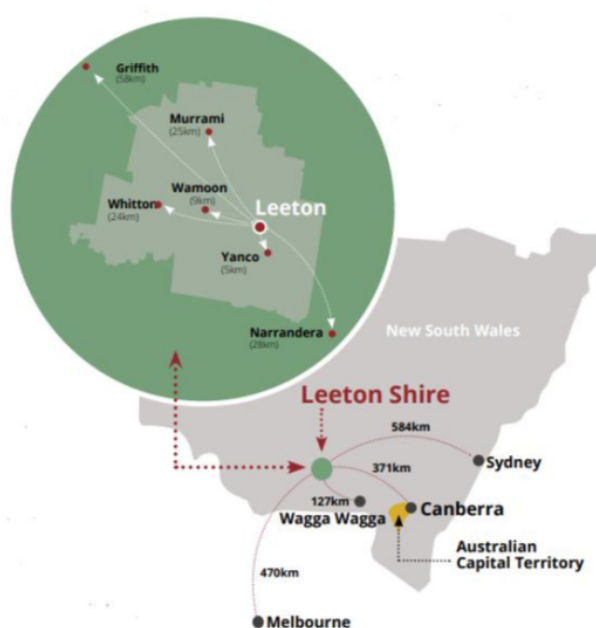 Griffith
(58km)
Murrami
(25km)
Wamoon
(9km)
Whitton
(24km)
Leeton
Yanco
(5km)
Narrandera
(28km)
New South Wales
Leeton Shire
584km
Sydney
371km
127km
Canberra
Wagga Wagga
Australian
Capital Territory
470km
Melbourne